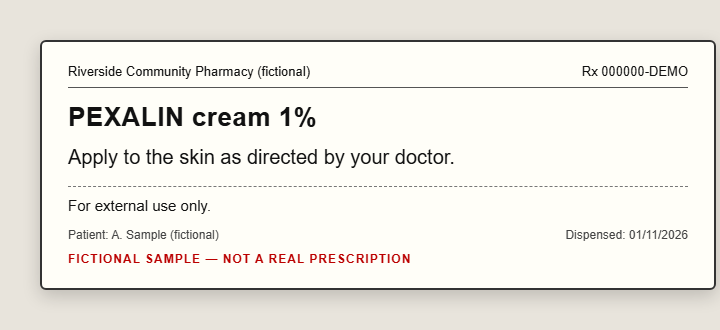 Riverside Community Pharmacy (fictional) Rx 000000-DEMO
PEXALIN cream 1%
Apply to the skin as directed by your doctor.
For external use only.
Patient: A. Sample (fictional) Dispensed: 01/11/2026
FICTIONAL SAMPLE — NOT A REAL PRESCRIPTION